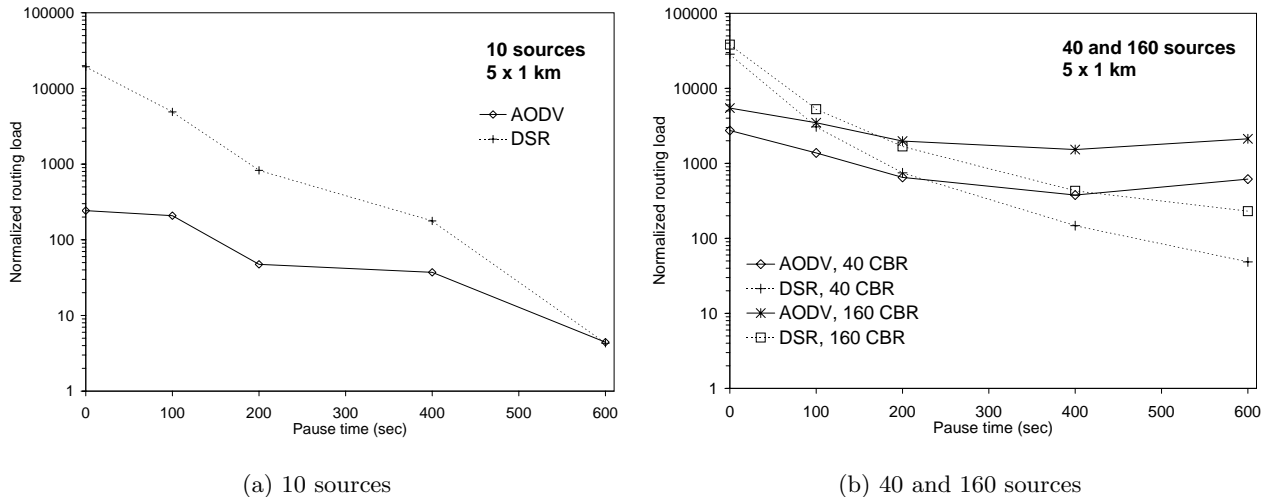 100000
10000
1000
100
10
1
Normalized routing load
10 sources
5 x 1 km
AODV
DSR
0 100 200 300 400 500 600
Pause time (sec)
(a) 10 sources
100000
10000
1000
100
10
1
Normalized routing load
40 and 160 sources
5 x 1 km
AODV, 40 CBR
DSR, 40 CBR
AODV, 160 CBR
DSR, 160 CBR
0 100 200 300 400 500 600
Pause time (sec)
(b) 40 and 160 sources